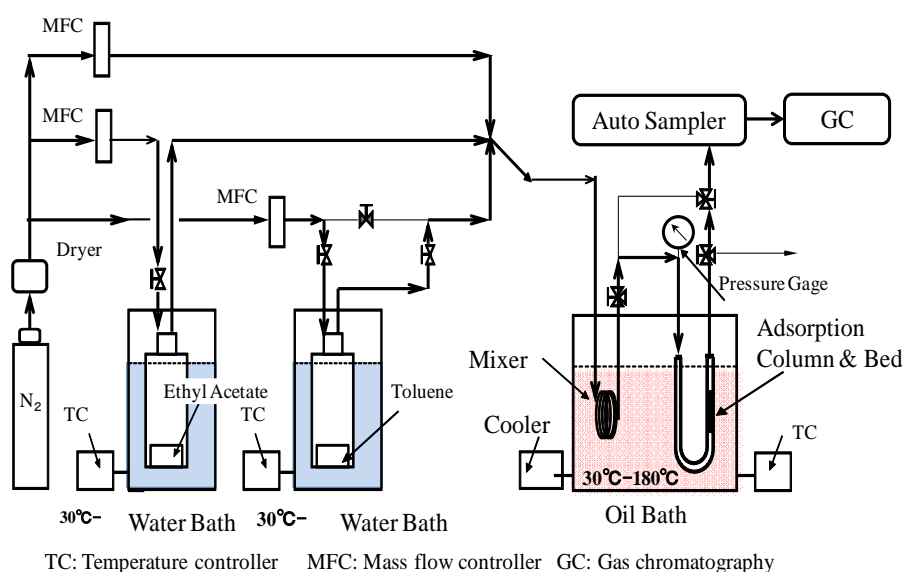 MFC
MFC
MFC
Dryer
N2
Ethyl Acetate
Toluene
TC
TC
30℃-
Water Bath
30℃-
Water Bath
Auto Sampler
GC
Pressure Gage
Adsorption
Column & Bed
Mixer
Cooler
TC
30℃-180℃
Oil Bath
TC: Temperature controller MFC: Mass flow controller GC: Gas chromatography